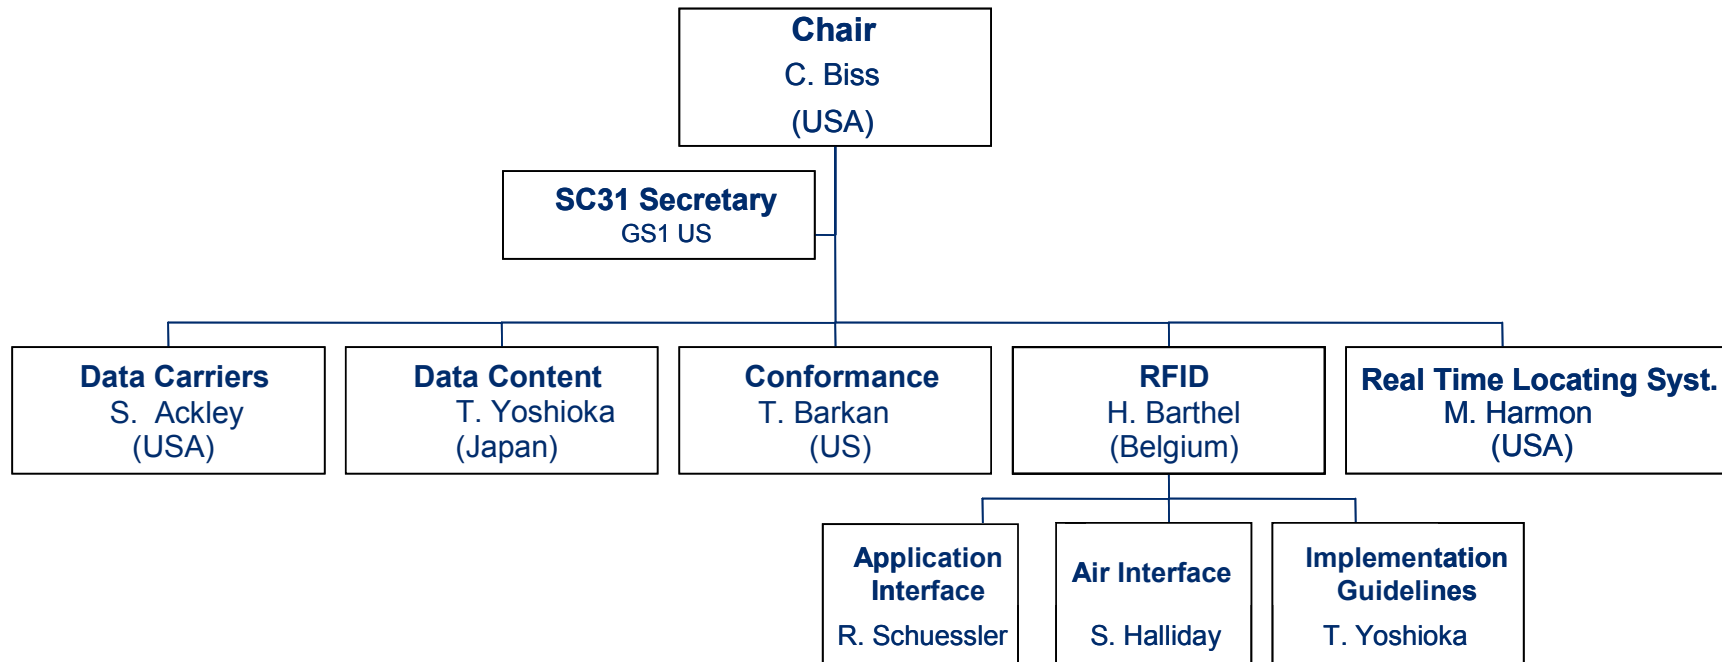 Chair
C. Biss
(USA)
SC31 Secretary
GS1 US
Data Carriers
S. Ackley
(USA)
Data Content
T. Yoshioka
(Japan)
Conformance
T. Barkan
(US)
RFID
H. Barthel
(Belgium)
Real Time Locating Syst.
M. Harmon
(USA)
Application
Interface
R. Schuessler
Air Interface
S. Halliday
Implementation
Guidelines
T. Yoshioka